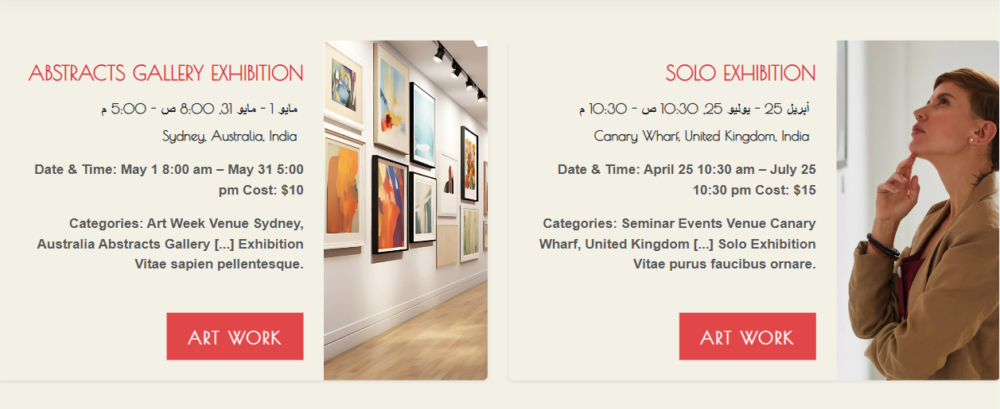 ABSTRACTS GALLERY EXHIBITION
مايو 1 - مايو 31, 8:00 ص - 5:00 م
Sydney, Australia, India
Date & Time: May 1 8:00 am – May 31 5:00
pm Cost: $10
Categories: Art Week Venue Sydney,
Australia Abstracts Gallery [...] Exhibition
Vitae sapien pellentesque.
ART WORK
SOLO EXHIBITION
أبريل 25 - يوليو 25, 10:30 ص - 10:30 م
Canary Wharf, United Kingdom, India
Date & Time: April 25 10:30 am – July 25
10:30 pm Cost: $15
Categories: Seminar Events Venue Canary
Wharf, United Kingdom [...] Solo Exhibition
Vitae purus faucibus ornare.
ART WORK